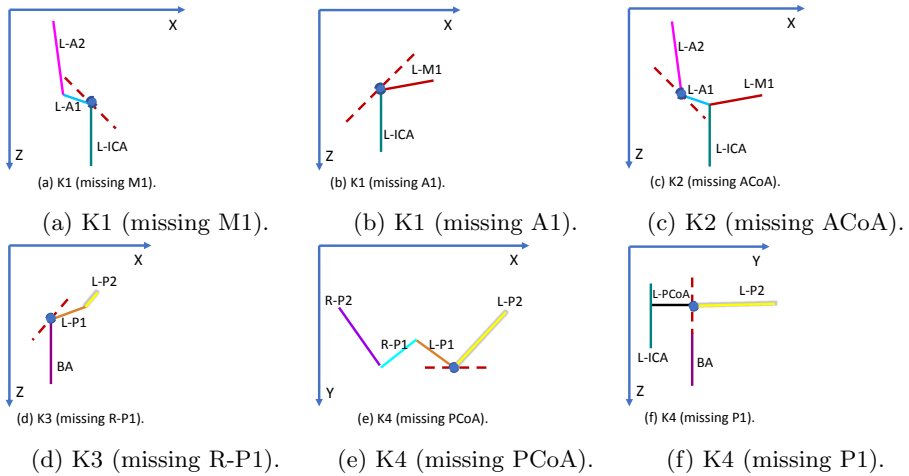 X
L-A2
L-A1
L-ICA
Z
(a) K1 (missing M1).
(a) K1 (missing M1).
X
L-M1
L-ICA
Z
(b) K1 (missing A1).
(b) K1 (missing A1).
X
L-A2
L-M1
L-A1
L-ICA
Z
(c) K2 (missing ACoA).
(c) K2 (missing ACoA).
X
L-P2
L-P1
BA
Z
(d) K3 (missing R-P1).
(d) K3 (missing R-P1).
X
R-P2
L-P2
R-P1
L-P1
Y
(e) K4 (missing PCoA).
(e) K4 (missing PCoA).
Y
L-PCoA
L-P2
L-ICA
BA
Z
(f) K4 (missing P1).
(f) K4 (missing P1).